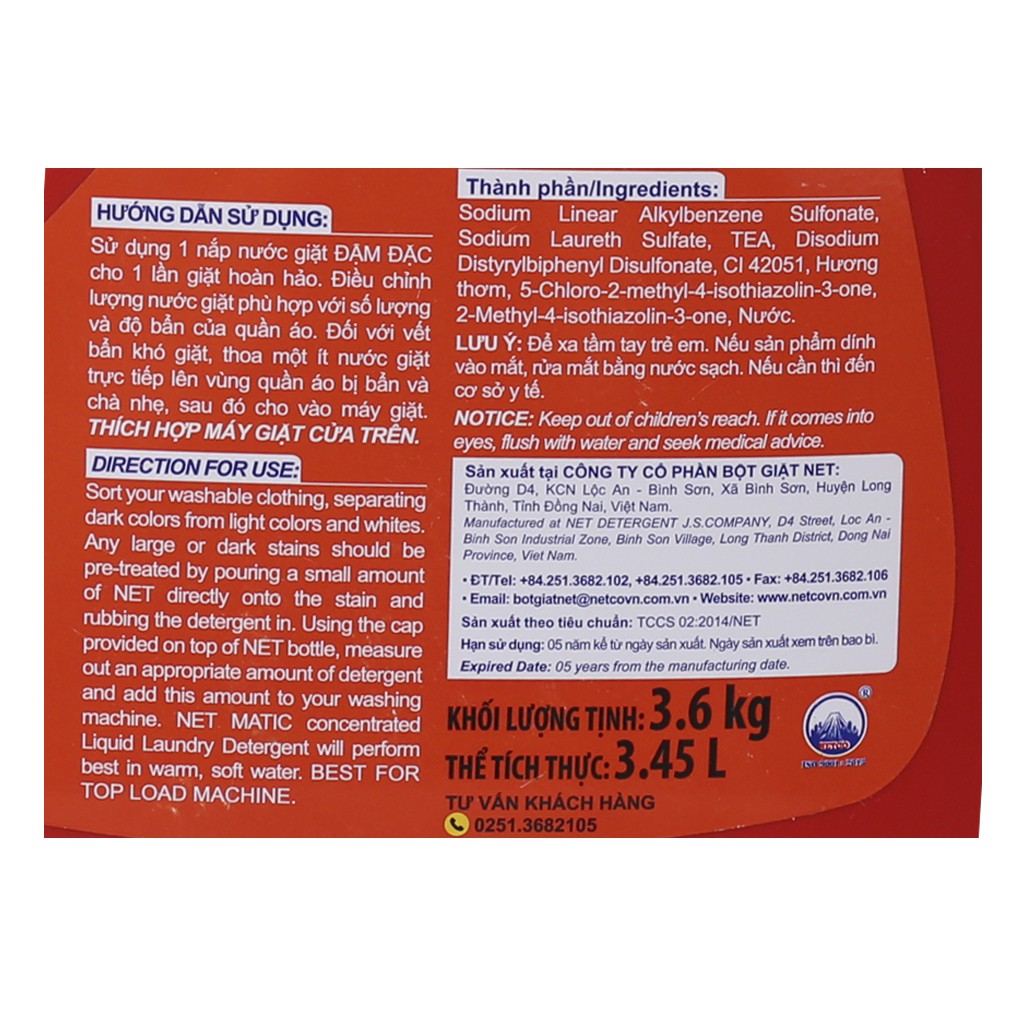 HƯỚNG DẪN SỬ DỤNG:
Sử dụng 1 nắp nước giặt ĐẬM ĐẶC
cho 1 lần giặt hoàn hảo. Điều chỉnh
lượng nước giặt phù hợp với số lượng
và độ bẩn của quần áo. Đối với vết
bẩn khó giặt, thoa một ít nước giặt
trực tiếp lên vùng quần áo bị bẩn và
chà nhẹ, sau đó cho vào máy giặt.
THÍCH HỢP MÁY GIẶT CỬA TRÊN.
DIRECTION FOR USE:
Sort your washable clothing, separating
dark colors from light colors and whites.
Any large or dark stains should be
pre-treated by pouring a small amount
of NET directly onto the stain and
rubbing the detergent in. Using the cap
provided on top of NET bottle, measure
out an appropriate amount of detergent
and add this amount to your washing
machine. NET MATIC concentrated
Liquid Laundry Detergent will perform
best in warm, soft water. BEST FOR
TOP LOAD MACHINE.
Thành phần/Ingredients:
Sodium Linear Alkylbenzene Sulfonate,
Sodium Laureth Sulfate, TEA, Disodium
Distyrylbiphenyl Disulfonate, CI 42051, Hương
thơm, 5-Chloro-2-methyl-4-isothiazolin-3-one,
2-Methyl-4-isothiazolin-3-one, Nước.
LƯU Ý: Để xa tầm tay trẻ em. Nếu sản phẩm dính
vào mắt, rửa mắt bằng nước sạch. Nếu cần thì đến
cơ sở y tế.
NOTICE: Keep out of children's reach. If it comes into
eyes, flush with water and seek medical advice.
Sản xuất tại CÔNG TY CỔ PHẦN BỘT GIẶT NET:
Đường D4, KCN Lộc An - Bình Sơn, Xã Bình Sơn, Huyện Long
Thành, Tỉnh Đồng Nai, Việt Nam.
Manufactured at NET DETERGENT J.S.COMPANY, D4 Street, Loc An -
Binh Son Industrial Zone, Binh Son Village, Long Thanh District, Dong Nai
Province, Viet Nam.
• ĐT/Tel: +84.251.3682.102, +84.251.3682.105 • Fax: +84.251.3682.106
• Email: botgiatnet@netcovn.com.vn • Website: www.netcovn.com.vn
Sản xuất theo tiêu chuẩn: TCCS 02:2014/NET
Hạn sử dụng: 05 năm kể từ ngày sản xuất. Ngày sản xuất xem trên bao bì.
Expired Date: 05 years from the manufacturing date.
KHỐI LƯỢNG TỊNH: 3.6 kg
THỂ TÍCH THỰC: 3.45 L
TƯ VẤN KHÁCH HÀNG
0251.3682105
®
NETCO
ISO 9001 : 2015